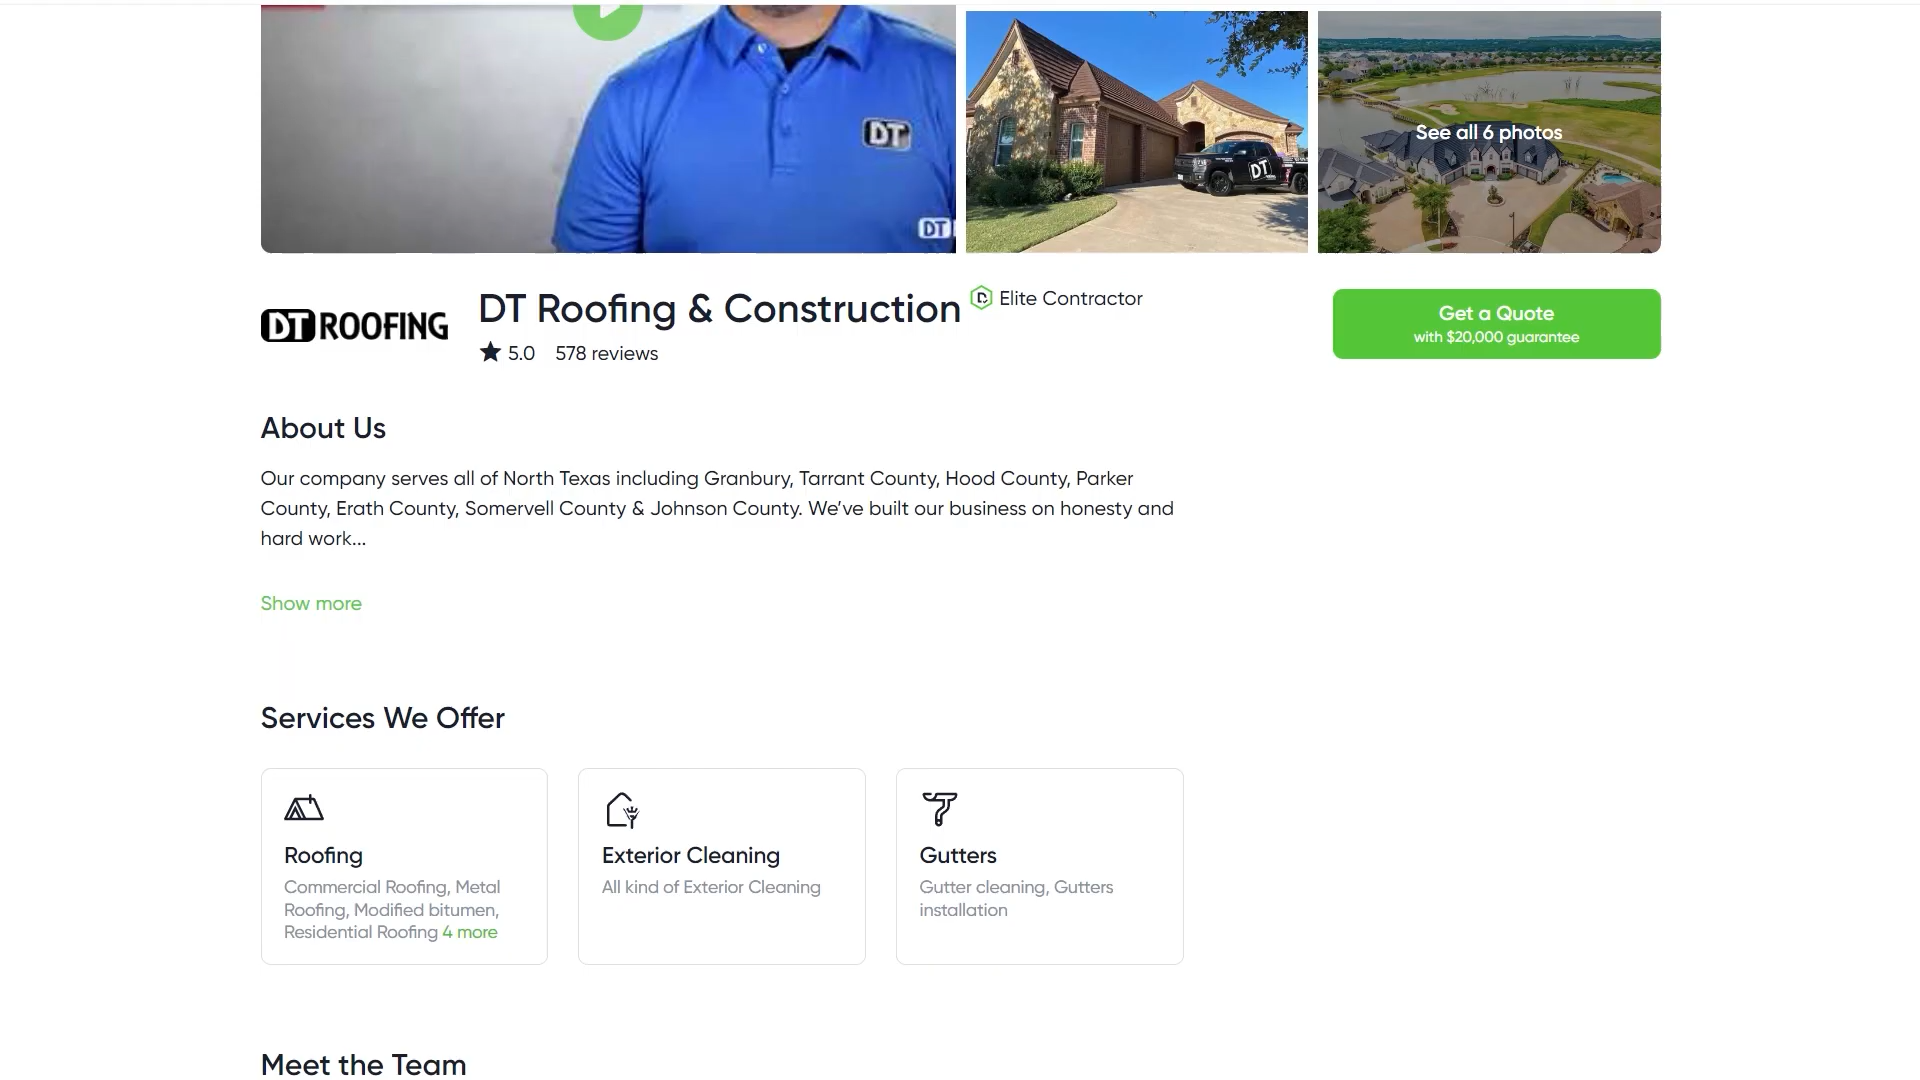 DT
DT
DT
See all 6 photos
DT ROOFING
DT Roofing & Construction
Elite Contractor
5.0 578 reviews
Get a Quote
with $20,000 guarantee
About Us
Our company serves all of North Texas including Granbury, Tarrant County, Hood County, Parker
County, Erath County, Somervell County & Johnson County. We’ve built our business on honesty and
hard work...
Show more
Services We Offer
Roofing
Commercial Roofing, Metal
Roofing, Modified bitumen,
Residential Roofing 4 more
Exterior Cleaning
All kind of Exterior Cleaning
Gutters
Gutter cleaning, Gutters
installation
Meet the Team